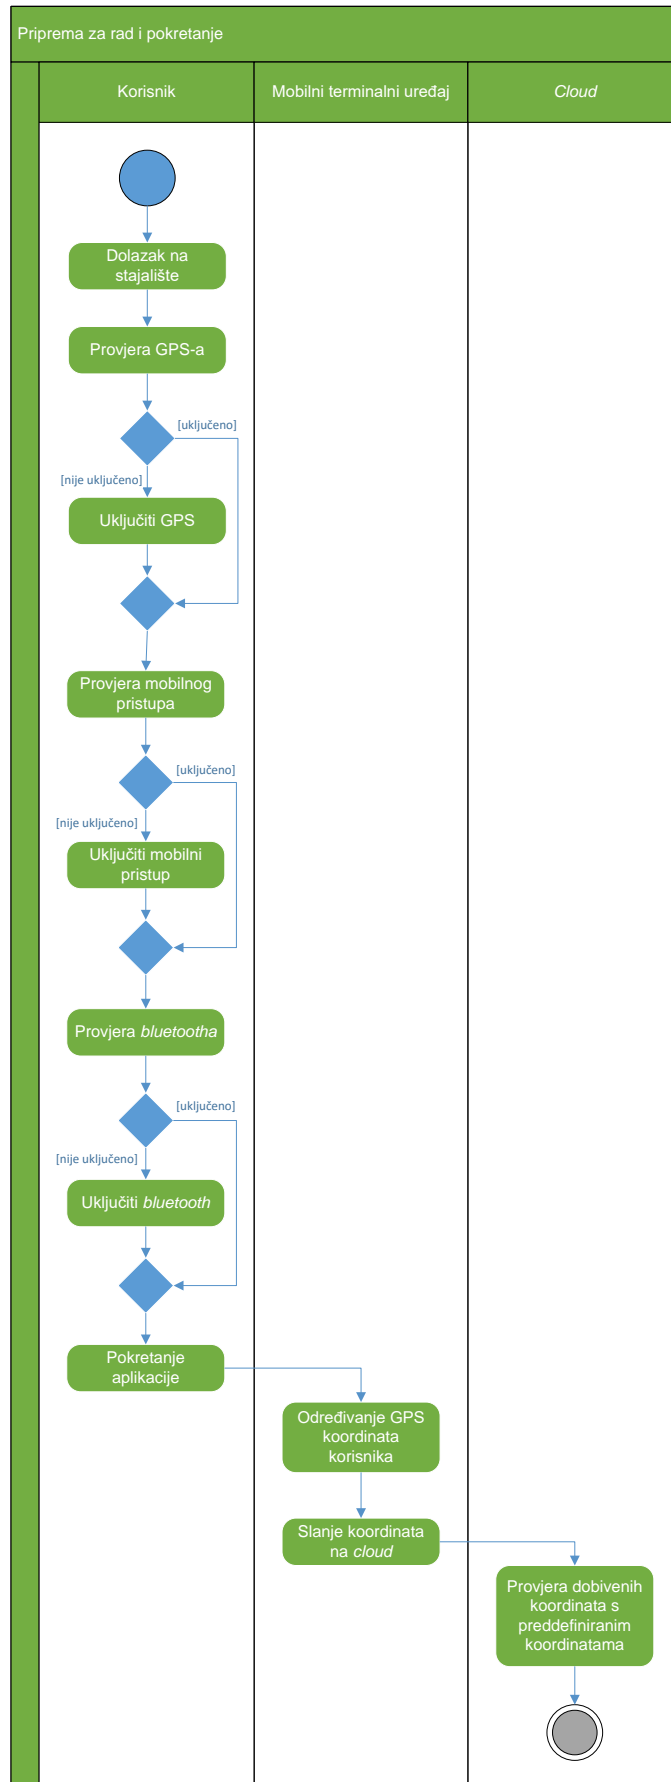 Priprema za rad i pokretanje
Korisnik
Mobilni terminalni uređaj
Cloud
Dolazak na
stajalište
Provjera GPS-a
[uključeno]
[nije uključeno]
Uključiti GPS
Provjera mobilnog
pristupa
[uključeno]
[nije uključeno]
Uključiti mobilni
pristup
Provjera bluetootha
[uključeno]
[nije uključeno]
Uključiti bluetooth
Pokretanje
aplikacije
Određivanje GPS
koordinata
korisnika
Slanje koordinata
na cloud
Provjera dobivenih
koordinata s
preddefiniranim
koordinatama